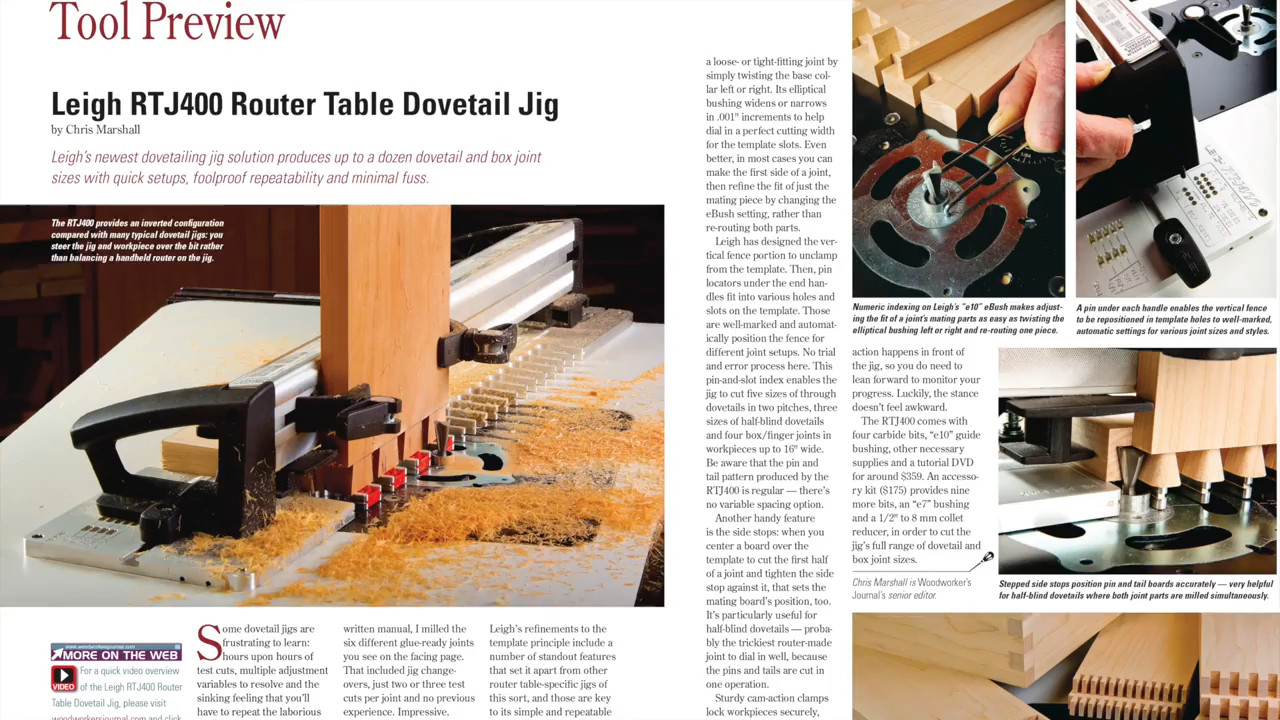 Tool Preview
Leigh RTJ400 Router Table Dovetail Jig
by Chris Marshall
Leigh's newest dovetailing jig solution produces up to a dozen dovetail and box joint
sizes with quick setups, foolproof repeatability and minimal fuss.
The RTJ400 provides an inverted configuration
compared with many typical dovetail jigs: you
steer the jig and workpiece over the bit rather
than balancing a handheld router on the jig.
www.woodworkersjournal.com
MORE ON THE WEB
VIDEO
For a quick video overview
of the Leigh RTJ400 Router
Table Dovetail Jig, please visit
woodworkersjournal.com and click
Some dovetail jigs are
frustrating to learn:
hours upon hours of
test cuts, multiple adjustment
variables to resolve and the
sinking feeling that you'll
have to repeat the laborious
written manual, I milled the
six different glue-ready joints
you see on the facing page.
That included jig change-
overs, just two or three test
cuts per joint and no previous
experience. Impressive.
Leigh's refinements to the
template principle include a
number of standout features
that set it apart from other
router table-specific jigs of
this sort, and those are key
to its simple and repeatable
a loose- or tight-fitting joint by
simply twisting the base col-
lar left or right. Its elliptical
bushing widens or narrows
in .001" increments to help
dial in a perfect cutting width
for the template slots. Even
better, in most cases you can
make the first side of a joint,
then refine the fit of just the
mating piece by changing the
eBush setting, rather than
re-routing both parts.
Leigh has designed the ver-
tical fence portion to unclamp
from the template. Then, pin
locators under the end han-
dles fit into various holes and
slots on the template. Those
are well-marked and automat-
ically position the fence for
different joint setups. No trial
and error process here. This
pin-and-slot index enables the
jig to cut five sizes of through
dovetails in two pitches, three
sizes of half-blind dovetails
and four box/finger joints in
workpieces up to 16" wide.
Be aware that the pin and
tail pattern produced by the
RTJ400 is regular — there's
no variable spacing option.
Another handy feature
is the side stops: when you
center a board over the
template to cut the first half
of a joint and tighten the side
stop against it, that sets the
mating board's position, too.
It's particularly useful for
half-blind dovetails — proba-
bly the trickiest router-made
joint to dial in well, because
the pins and tails are cut in
one operation.
Sturdy cam-action clamps
lock workpieces securely,
Numeric indexing on Leigh's "e10" eBush makes adjust-
ing the fit of a joint's mating parts as easy as twisting the
elliptical bushing left or right and re-routing one piece.
A pin under each handle enables the vertical fence
to be repositioned in template holes to well-marked,
automatic settings for various joint sizes and styles.
action happens in front of
the jig, so you do need to
lean forward to monitor your
progress. Luckily, the stance
doesn't feel awkward.
The RTJ400 comes with
four carbide bits, "e10" guide
bushing, other necessary
supplies and a tutorial DVD
for around $359. An accesso-
ry kit ($175) provides nine
more bits, an "e7" bushing
and a 1/2" to 8 mm collet
reducer, in order to cut the
jig's full range of dovetail and
box joint sizes.
Chris Marshall is Woodworker's
Journal's senior editor.
Stepped side stops position pin and tail boards accurately — very helpful
for half-blind dovetails where both joint parts are milled simultaneously.